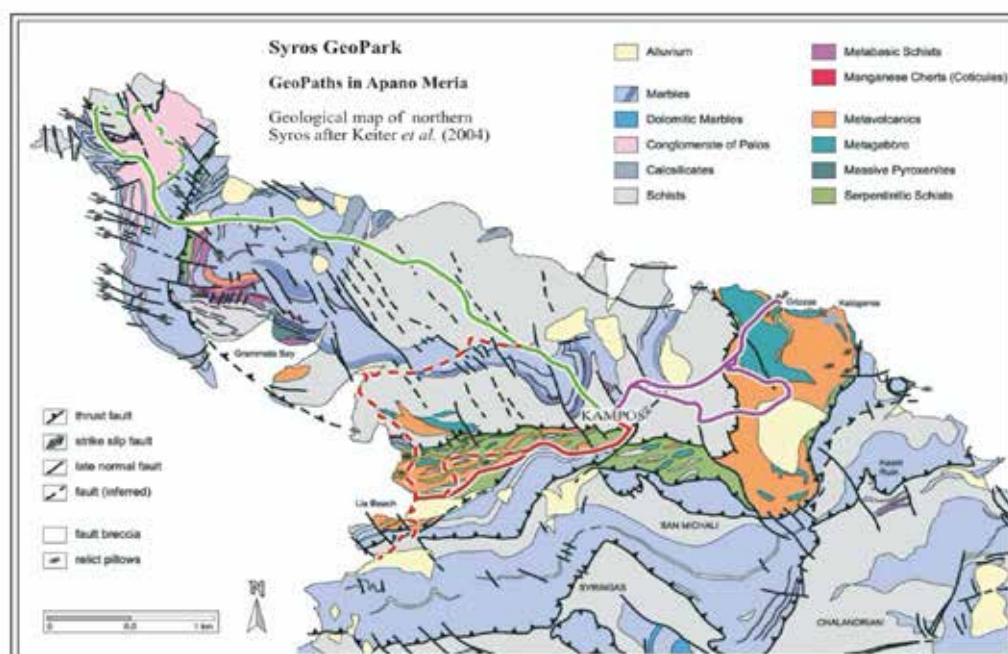 Syros GeoPark
GeoPaths in Apano Meria
Geological map of northern
Syros after Keiter et al. (2004)
Alluvium
Marbles
Dolomitic Marbles
Conglomerate of Palos
Calcsilicates
Schists
Metabasic Schists
Manganese Cherts (Coticules)
Metavolcanics
Metagabbro
Massive Pyroxenites
Serpentinitic Schists
Grizzas
Kalogeros
Grammata Bay
KAMPOS
Lia Beach
SAN MICHALI
SYRINGAS
CHALANDRIANI
thrust fault
strike slip fault
late normal fault
fault (inferred)
fault breccia
relict pillows
N
0
1 km